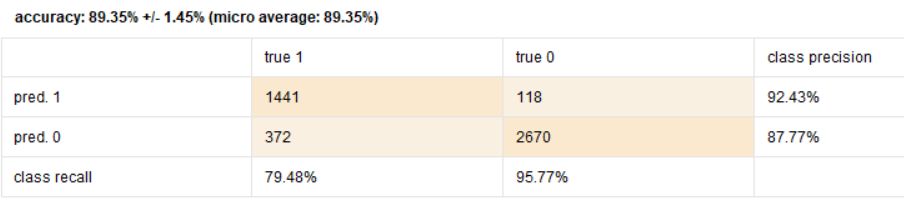 accuracy: 89.35% +/- 1.45% (micro average: 89.35%)
true 1 true 0 class precision
pred. 1 1441 118 92.43%
pred. 0 372 2670 87.77%
class recall 79.48% 95.77%